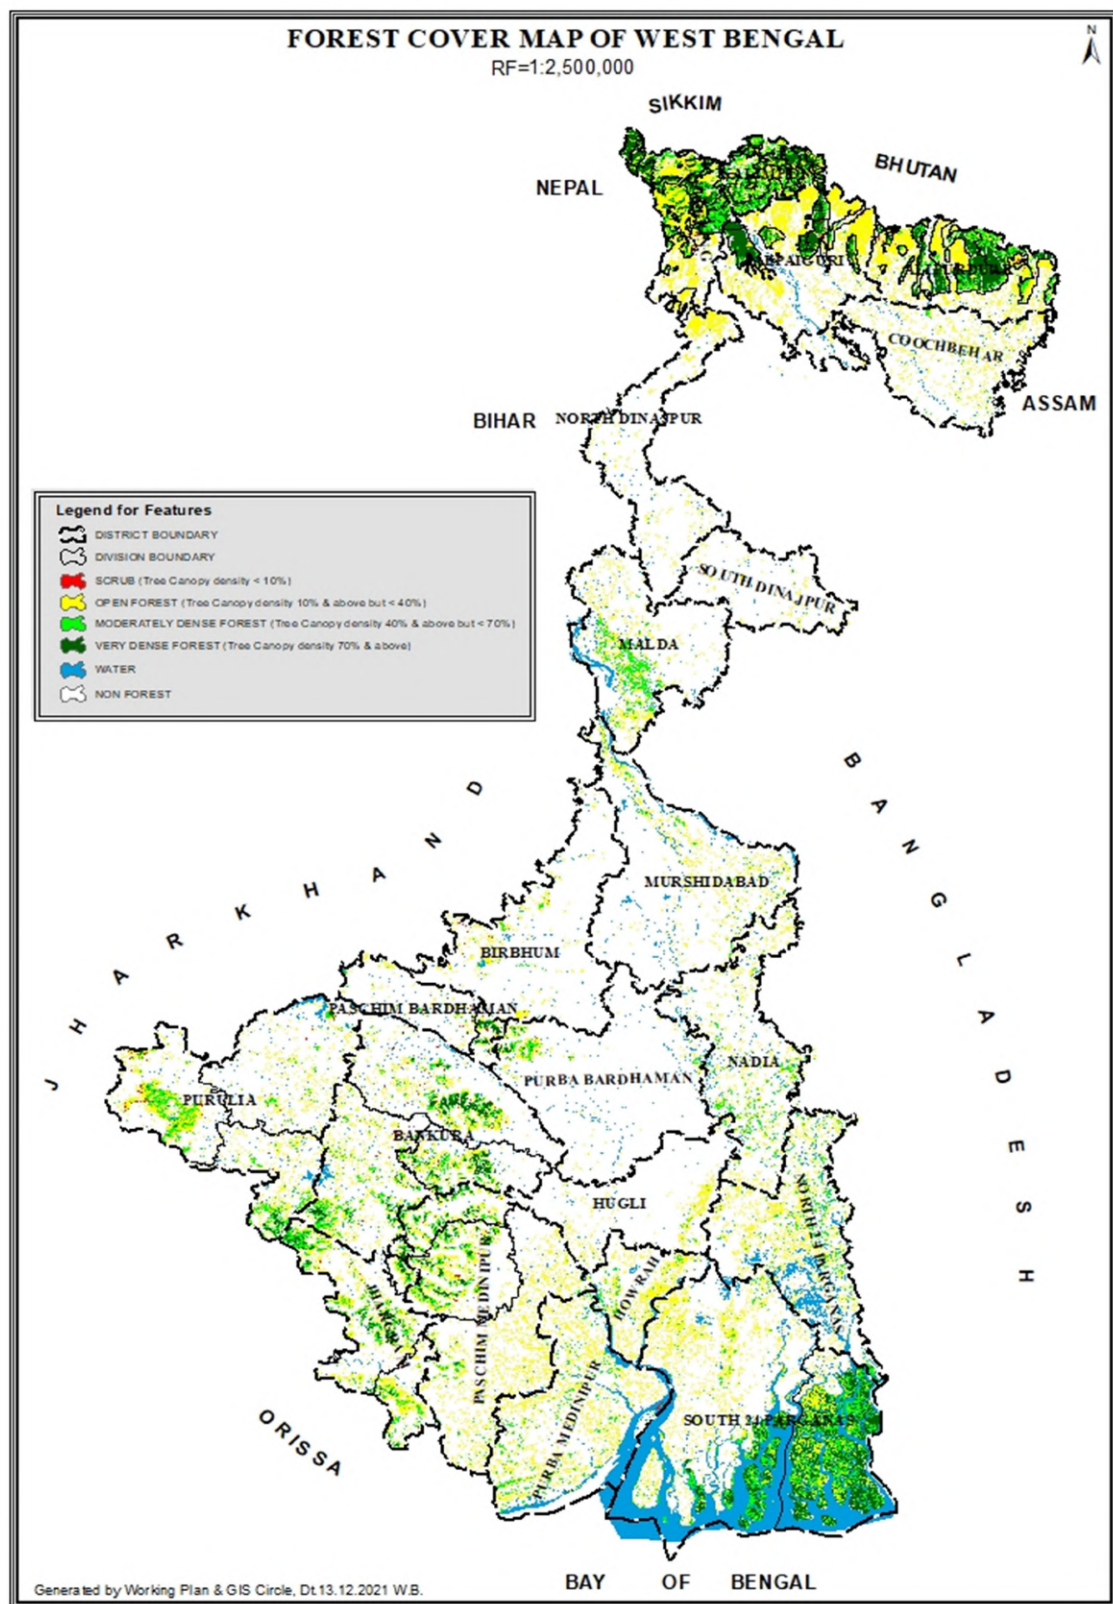 FOREST COVER MAP OF WEST BENGAL
RF=1:2,500,000
N
SIKKIM
BHUTAN
NEPAL
COOCHBEHAR
ASSAM
BIHAR
NORTH DINAJPUR
Legend for Features
DISTRICT BOUNDARY
DIVISION BOUNDARY
SCRUB (Tree Canopy density < 10%)
OPEN FOREST (Tree Canopy density 10% & above but < 40%)
MODERATELY DENSE FOREST (Tree Canopy density 40% & above but < 70%)
VERY DENSE FOREST (Tree Canopy density 70% & above)
WATER
NON FOREST
SOUTH DINAJPUR
MALDA
BANGLADESH
JHARKHAND
MURSHIDABAD
BIRBHUM
PASCHIM BARDHAMAN
NADIA
PURBA BARDHAMAN
PURULIA
BANKURA
HUGLI
NORTH 24 PARGANAS
HOWRAH
PASCHIM MEDINIPUR
PURBA MEDINIPUR
SOUTH 24 PARGANAS
ORISSA
BAY OF BENGAL
Generated by Working Plan & GIS Circle, Dt.13.12.2021 W.B.